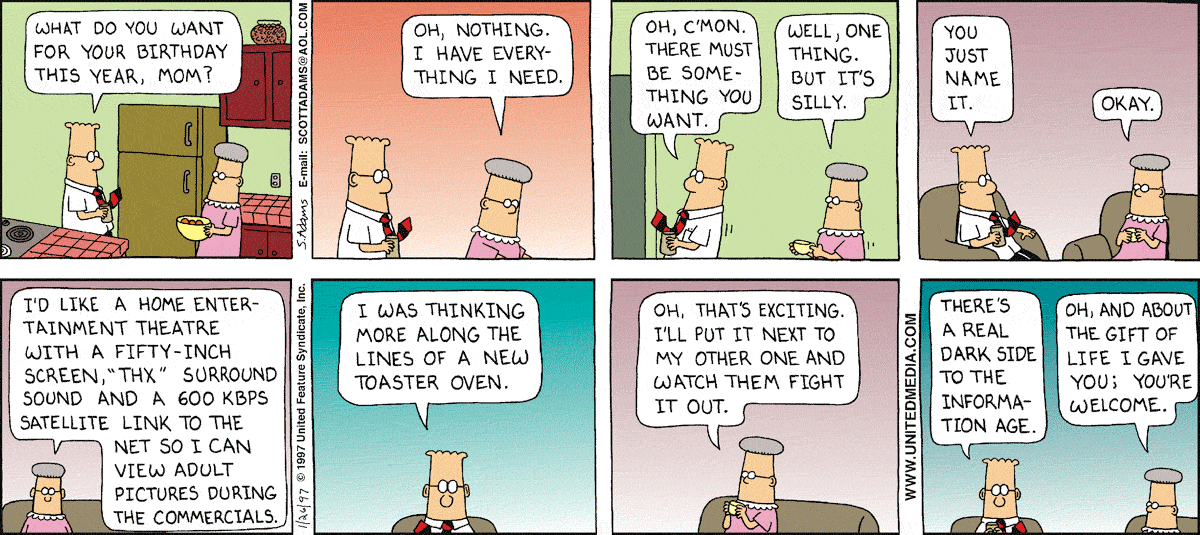 WHAT DO YOU WANT
FOR YOUR BIRTHDAY
THIS YEAR, MOM?
E-mail: SCOTTADAMS@AOL.COM
S. Adams
OH, NOTHING.
I HAVE EVERY-
THING I NEED.
OH, C'MON.
THERE MUST
BE SOME-
THING YOU
WANT.
WELL, ONE
THING.
BUT IT'S
SILLY.
YOU
JUST
NAME
IT.
OKAY.
I'D LIKE A HOME ENTER-
TAINMENT THEATRE
WITH A FIFTY-INCH
SCREEN, "THX" SURROUND
SOUND AND A 600 KBPS
SATELLITE LINK TO THE
NET SO I CAN
VIEW ADULT
PICTURES DURING
THE COMMERCIALS.
1/26/97 © 1997 United Feature Syndicate, Inc.
I WAS THINKING
MORE ALONG THE
LINES OF A NEW
TOASTER OVEN.
OH, THAT'S EXCITING.
I'LL PUT IT NEXT TO
MY OTHER ONE AND
WATCH THEM FIGHT
IT OUT.
WWW.UNITEDMEDIA.COM
THERE'S
A REAL
DARK SIDE
TO THE
INFORMA-
TION AGE.
OH, AND ABOUT
THE GIFT OF
LIFE I GAVE
YOU; YOU'RE
WELCOME.